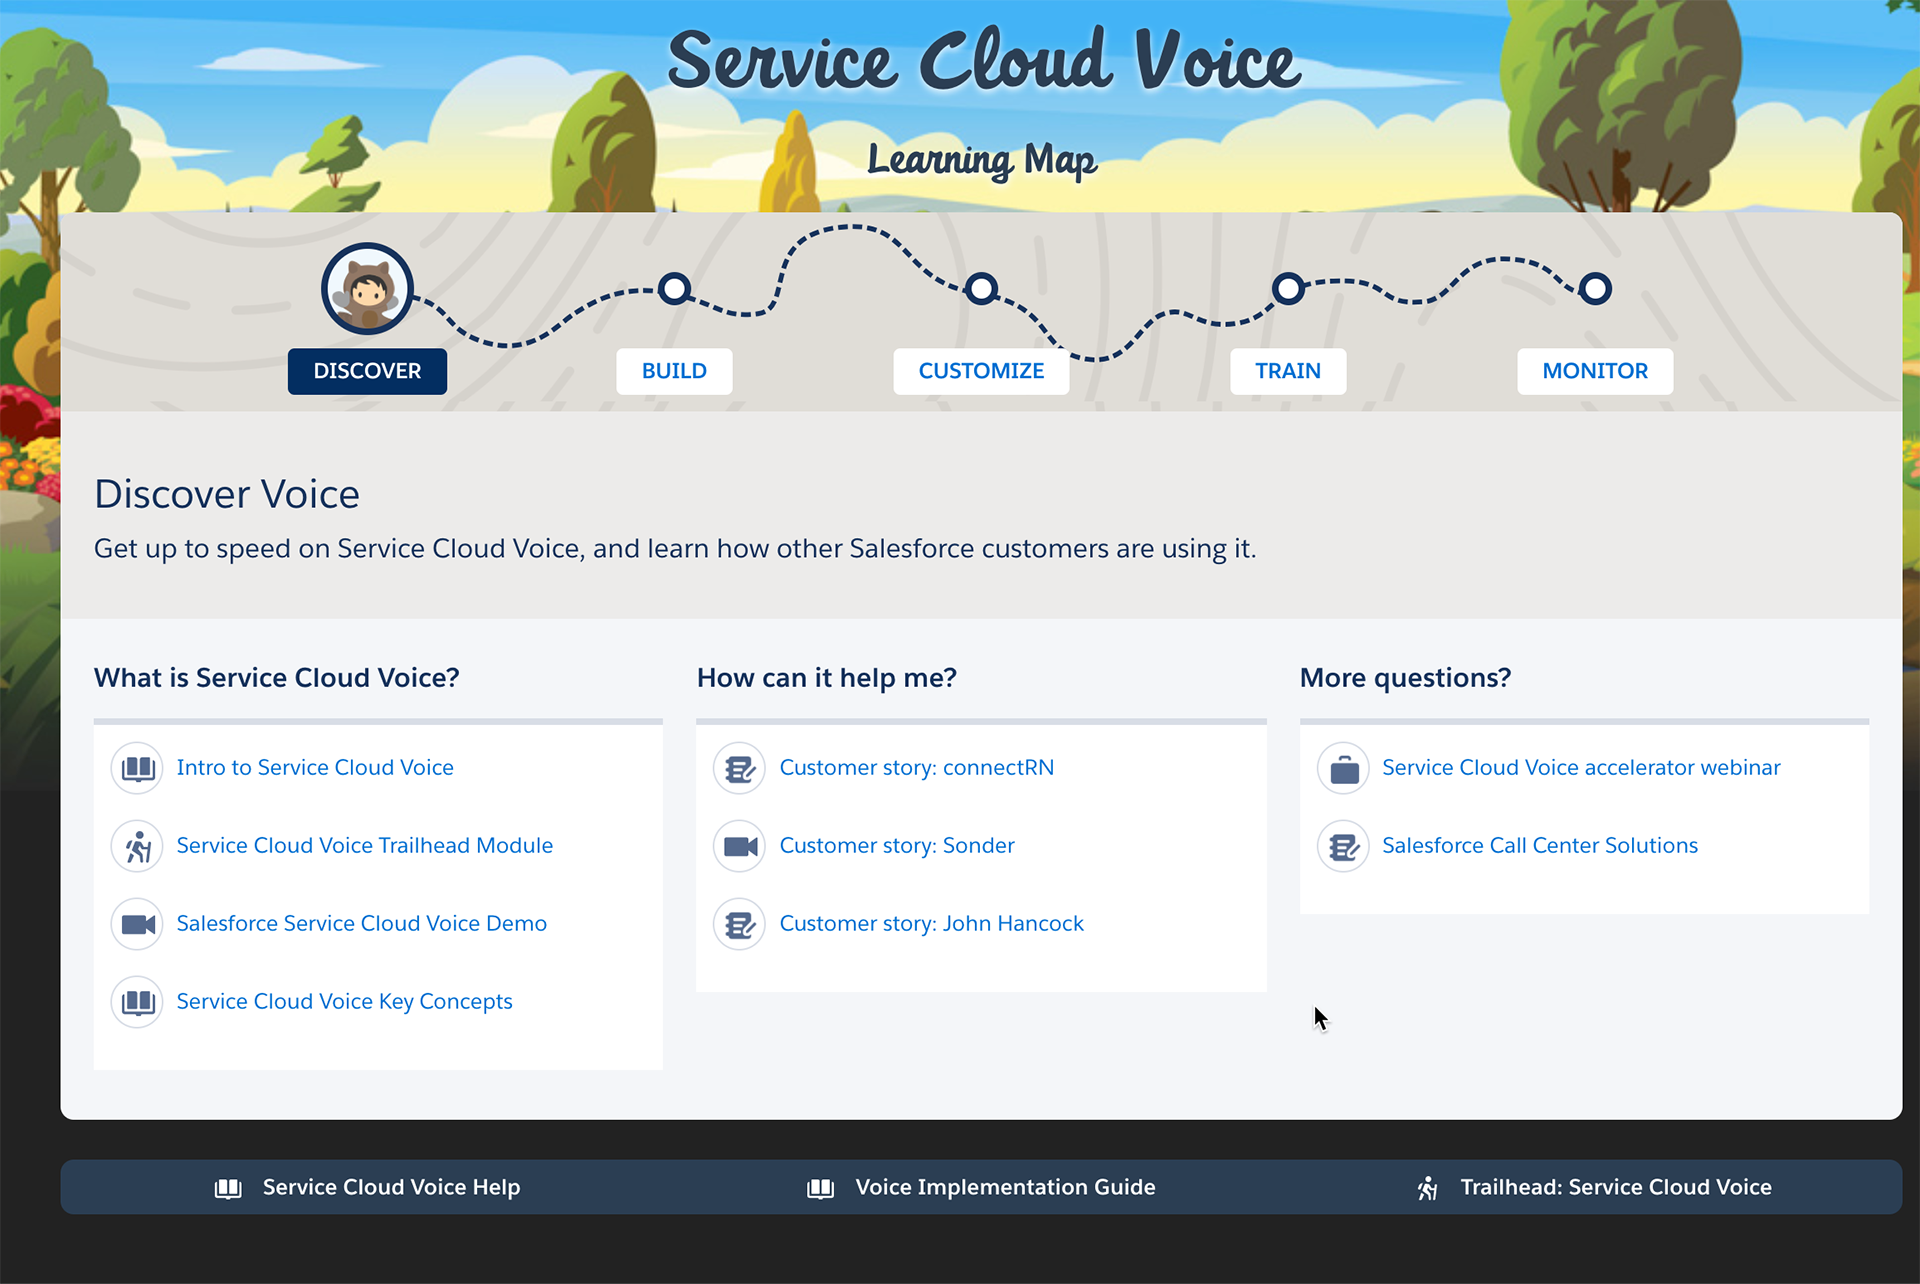 Service Cloud Voice
Learning Map
DISCOVER
BUILD
CUSTOMIZE
TRAIN
MONITOR
Discover Voice
Get up to speed on Service Cloud Voice, and learn how other Salesforce customers are using it.
What is Service Cloud Voice?
Intro to Service Cloud Voice
Service Cloud Voice Trailhead Module
Salesforce Service Cloud Voice Demo
Service Cloud Voice Key Concepts
How can it help me?
Customer story: connectRN
Customer story: Sonder
Customer story: John Hancock
More questions?
Service Cloud Voice accelerator webinar
Salesforce Call Center Solutions
Service Cloud Voice Help
Voice Implementation Guide
Trailhead: Service Cloud Voice